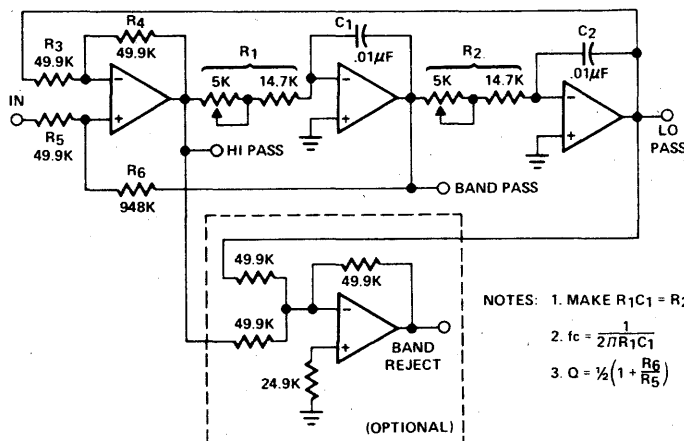 R4
49.9K
R3
49.9K
R1
5K
14.7K
C1
.01μF
R2
5K
14.7K
C2
.01μF
IN
R5
49.9K
−
+
−
+
−
+
LO
PASS
HI PASS
R6
948K
BAND PASS
49.9K
49.9K
49.9K
−
+
BAND
REJECT
24.9K
(OPTIONAL)
NOTES: 1. MAKE R1C1 = R2
2. fc = 1/2πR1C1
3. Q = ½(1 + R6/R5)